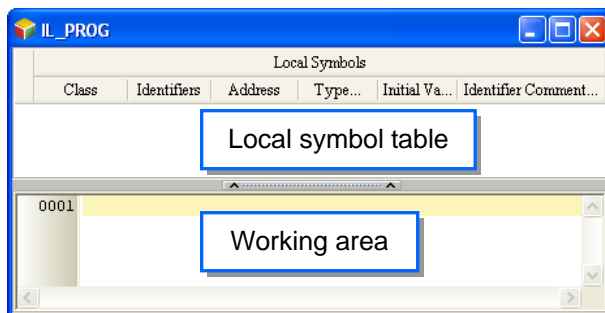 IL_PROG
Local Symbols
Class Identifiers Address Type... Initial Va... Identifier Comment...
Local symbol table
0001
Working area